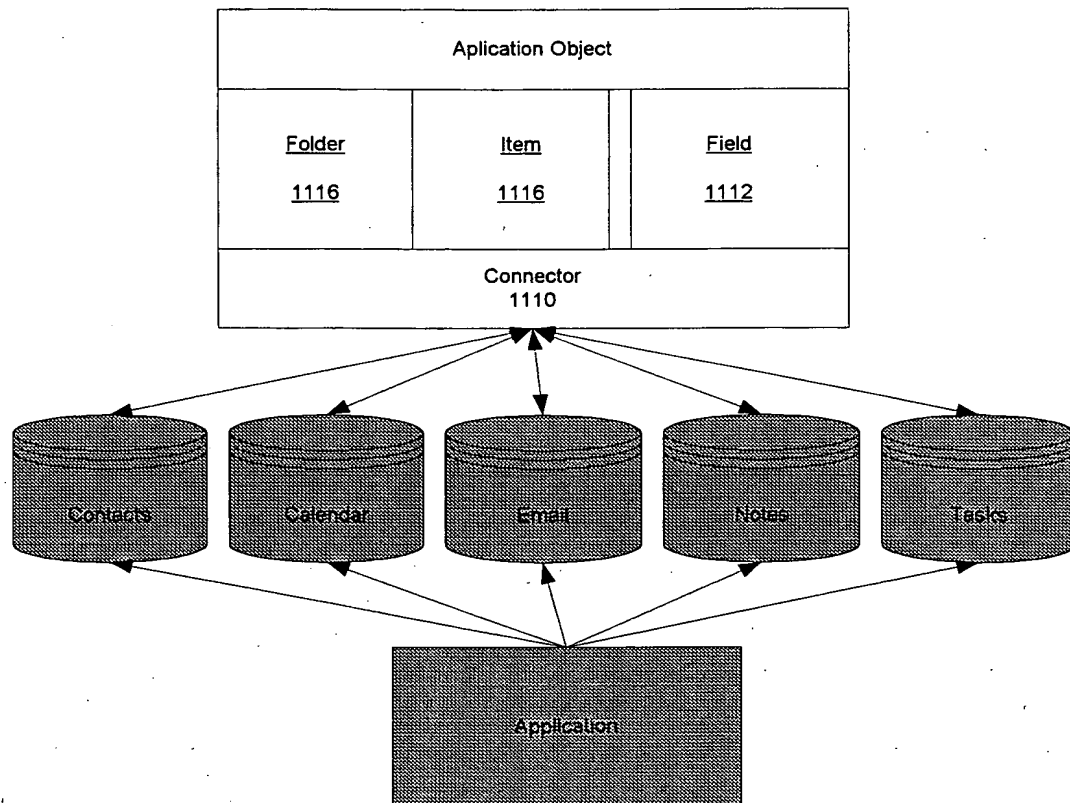 Aplication Object
Folder
Item
Field
1116
1116
1112
Connector
1110
Contacts
Calendar
Email
Notes
Tasks
Application